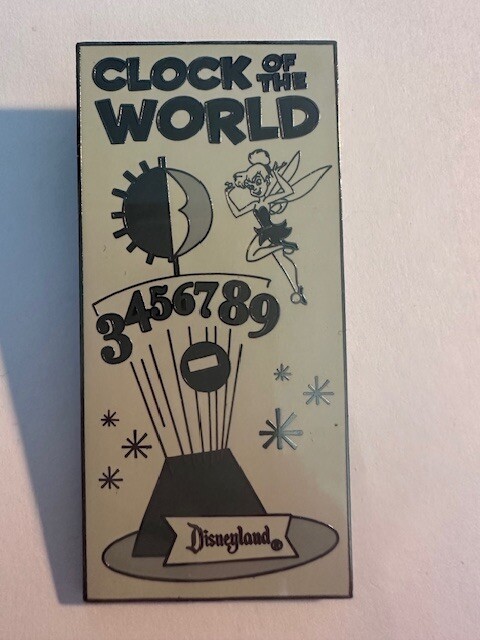 CLOCK OF THE
WORLD
3456789
Disneyland®